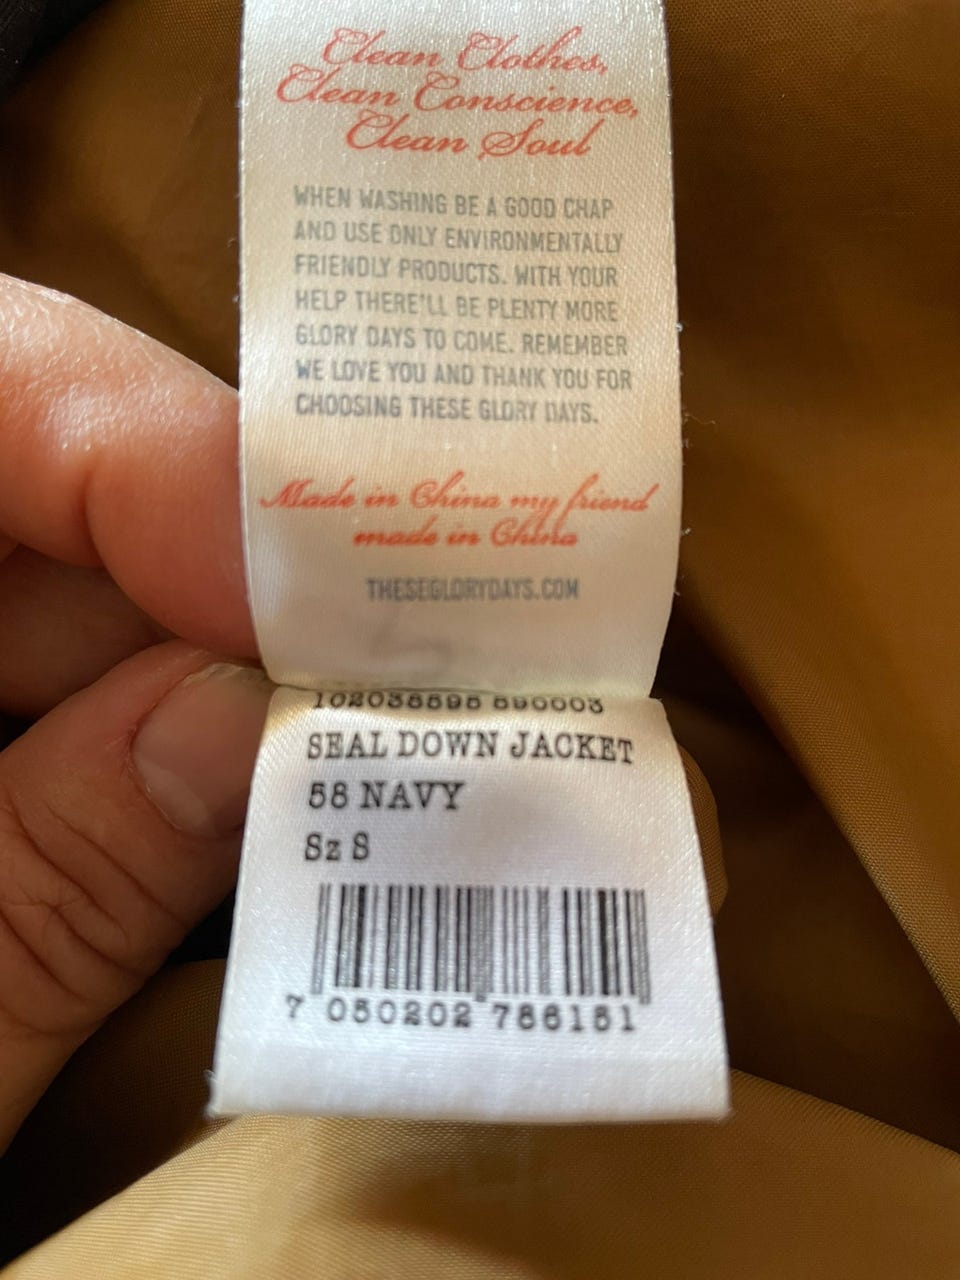 Clean Clothes,
Clean Conscience,
Clean Soul
WHEN WASHING BE A GOOD CHAP
AND USE ONLY ENVIRONMENTALLY
FRIENDLY PRODUCTS. WITH YOUR
HELP THERE'LL BE PLENTY MORE
GLORY DAYS TO COME. REMEMBER
WE LOVE YOU AND THANK YOU FOR
CHOOSING THESE GLORY DAYS.
Made in China my friend
made in China
THESEGLORYDAYS.COM
SEAL DOWN JACKET
58 NAVY
Sz S
7 050202 786151